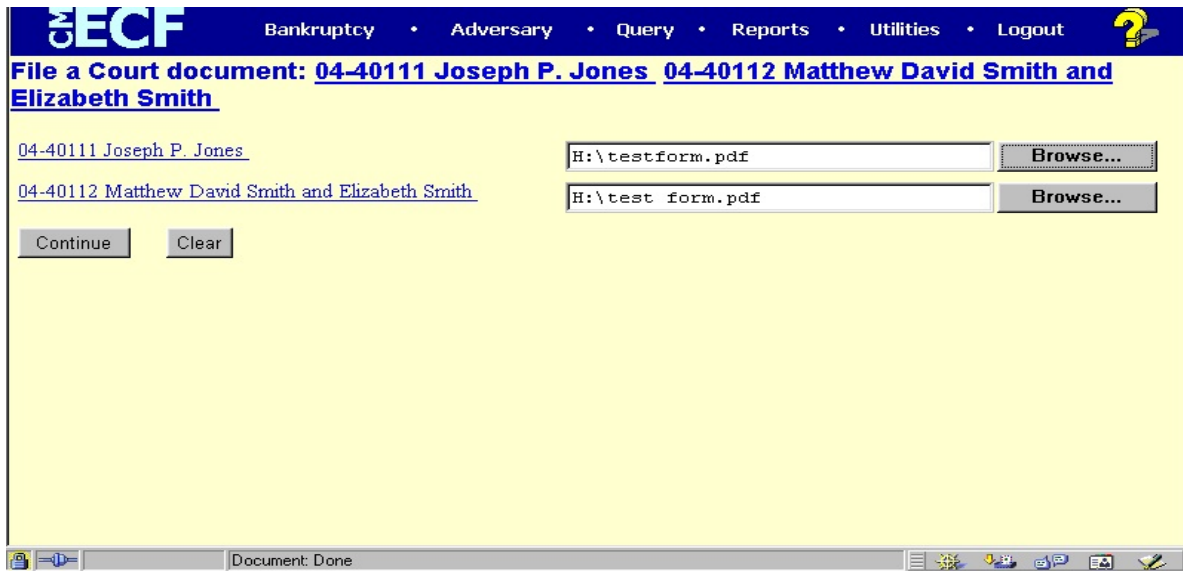 CM ECF Bankruptcy • Adversary • Query • Reports • Utilities • Logout ?
File a Court document: 04-40111 Joseph P. Jones 04-40112 Matthew David Smith and
Elizabeth Smith
04-40111 Joseph P. Jones H:\testform.pdf Browse...
04-40112 Matthew David Smith and Elizabeth Smith H:\test form.pdf Browse...
Continue Clear
Document: Done